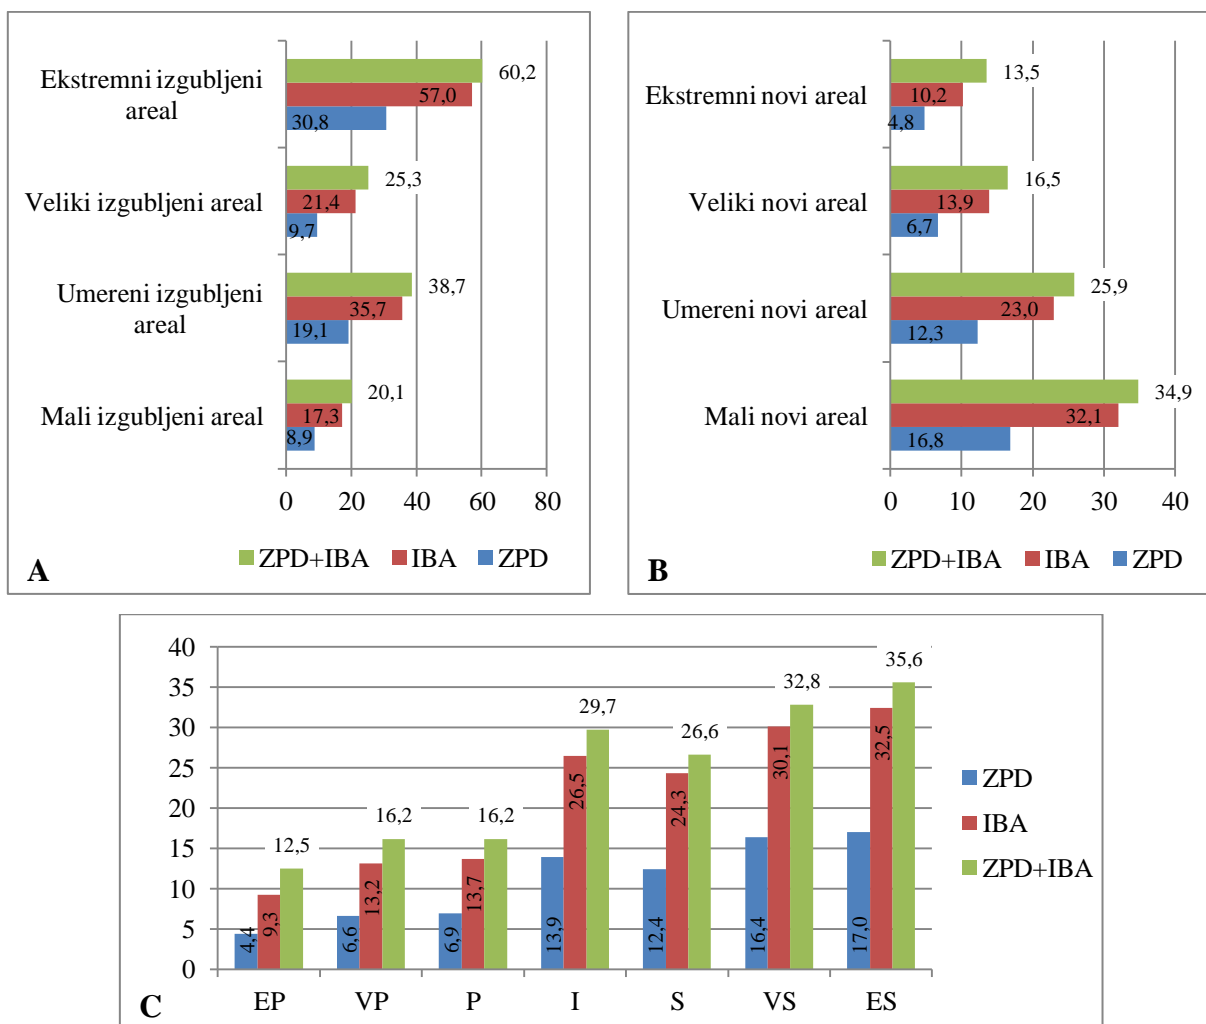 Ekstremni izgubljeni
areal
60,2
57,0
30,8
Veliki izgubljeni areal
25,3
21,4
9,7
Umereni izgubljeni
areal
38,7
35,7
19,1
Mali izgubljeni areal
20,1
17,3
8,9
0 20 40 60 80
ZPD+IBA IBA ZPD
A
Ekstremni novi areal
13,5
10,2
4,8
Veliki novi areal
16,5
13,9
6,7
Umereni novi areal
25,9
23,0
12,3
Mali novi areal
34,9
32,1
16,8
0 10 20 30 40
ZPD+IBA IBA ZPD
B
40
35
30
25
20
15
10
5
0
4,4 9,3 12,5
6,6 13,2 16,2
6,9 13,7 16,2
13,9 26,5 29,7
12,4 24,3 26,6
16,4 30,1 32,8
17,0 32,5 35,6
EP VP P I S VS ES
ZPD
IBA
ZPD+IBA
C